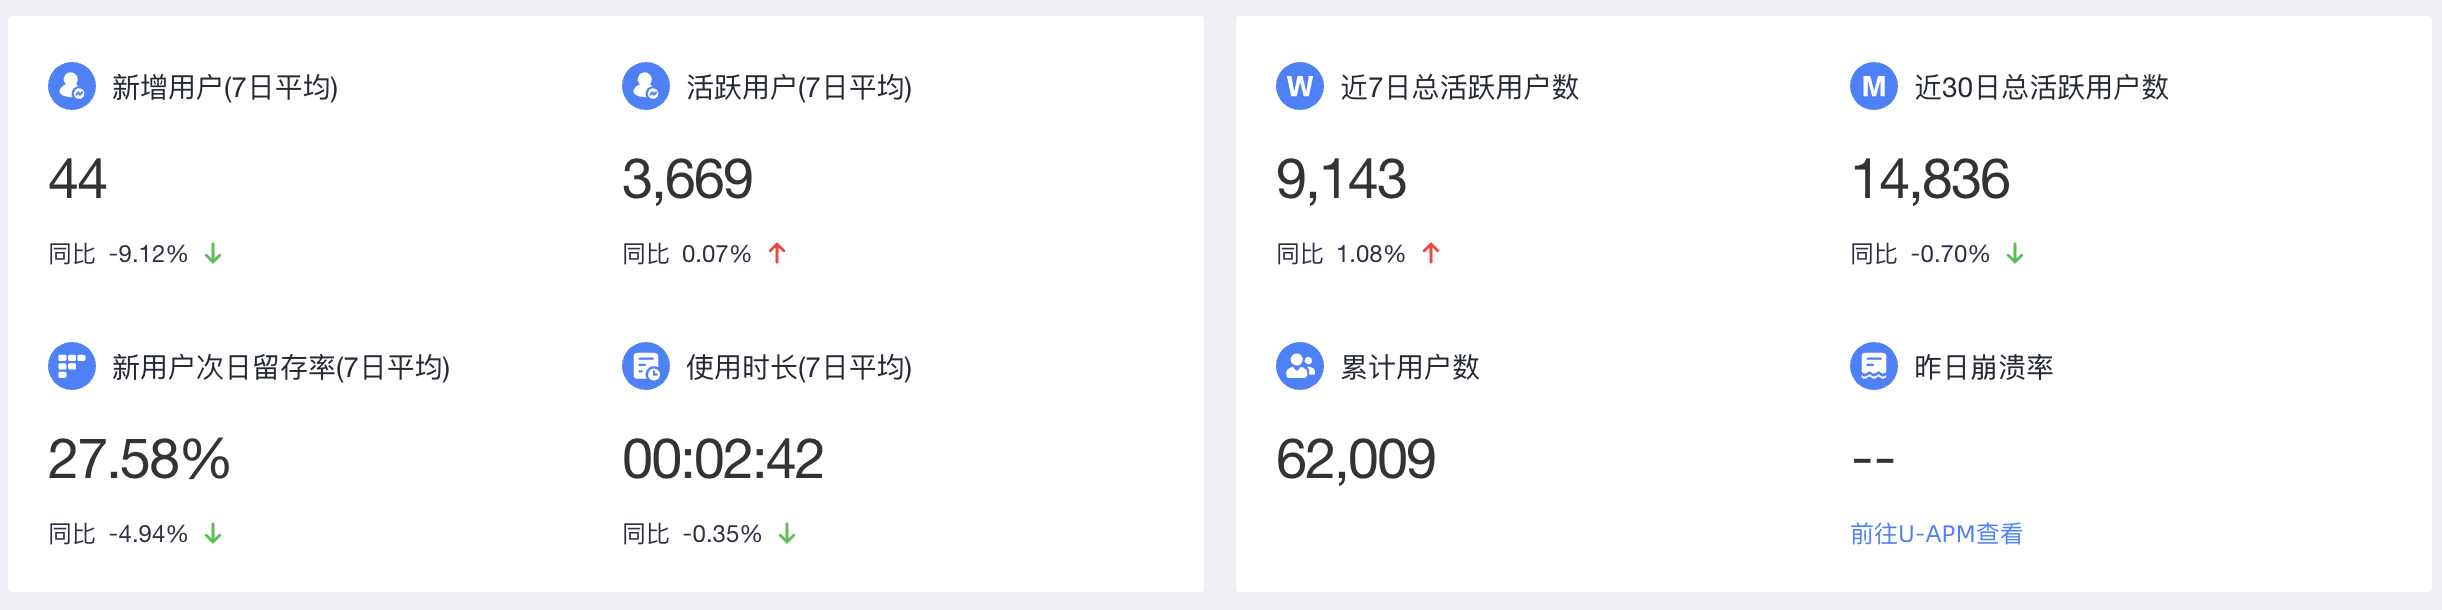 新增用户(7日平均)
44
同比 -9.12% ↓
活跃用户(7日平均)
3,669
同比 0.07% ↑
新用户次日留存率(7日平均)
27.58%
同比 -4.94% ↓
使用时长(7日平均)
00:02:42
同比 -0.35% ↓
W 近7日总活跃用户数
9,143
同比 1.08% ↑
M 近30日总活跃用户数
14,836
同比 -0.70% ↓
累计用户数
62,009
昨日崩溃率
--
前往U-APM查看